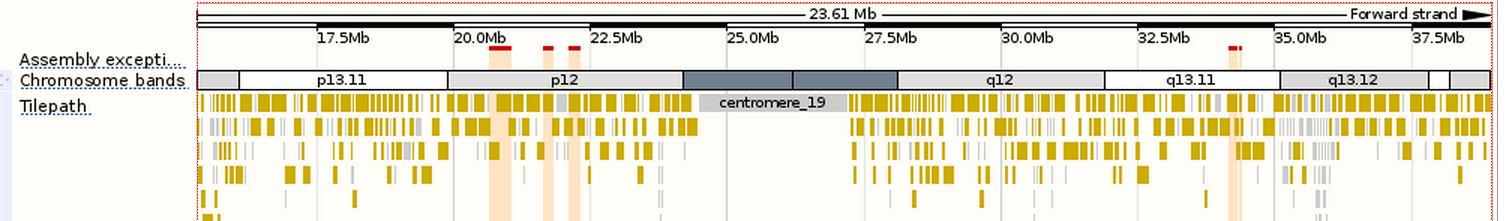 23.61 Mb Forward strand
17.5Mb 20.0Mb 22.5Mb 25.0Mb 27.5Mb 30.0Mb 32.5Mb 35.0Mb 37.5Mb
Assembly excepti...
Chromosome bands p13.11 p12 q12 q13.11 q13.12
Tilepath centromere_19